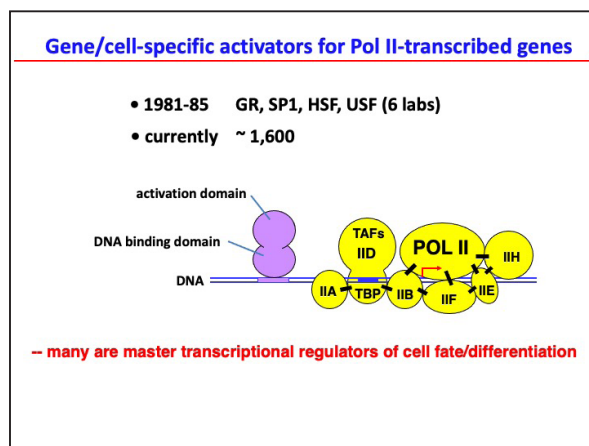 Gene/cell-specific activators for Pol II-transcribed genes
• 1981-85 GR, SP1, HSF, USF (6 labs)
• currently ~ 1,600
activation domain
DNA binding domain
DNA
TAFs
IID
POL II
IIH
IIA
TBP
IIB
IIF
IIE
-- many are master transcriptional regulators of cell fate/differentiation